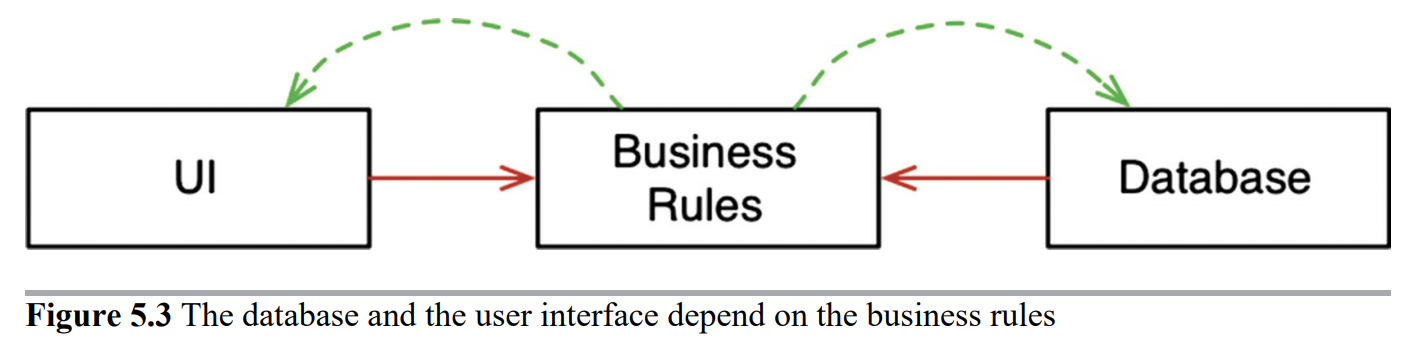 UI
Business
Rules
Database
Figure 5.3 The database and the user interface depend on the business rules